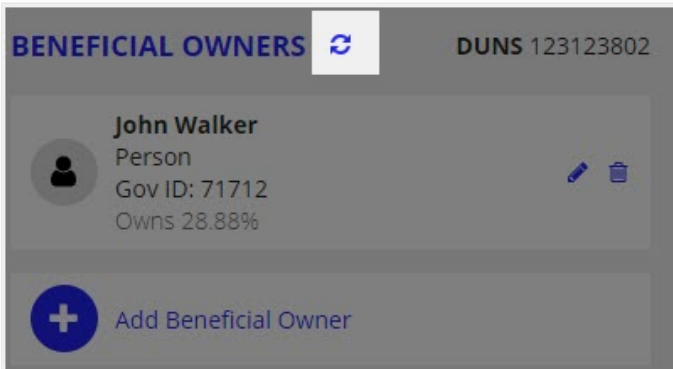 BENEFICIAL OWNERS DUNS 123123802
John Walker
Person
Gov ID: 71712
Owns 28.88%
Add Beneficial Owner